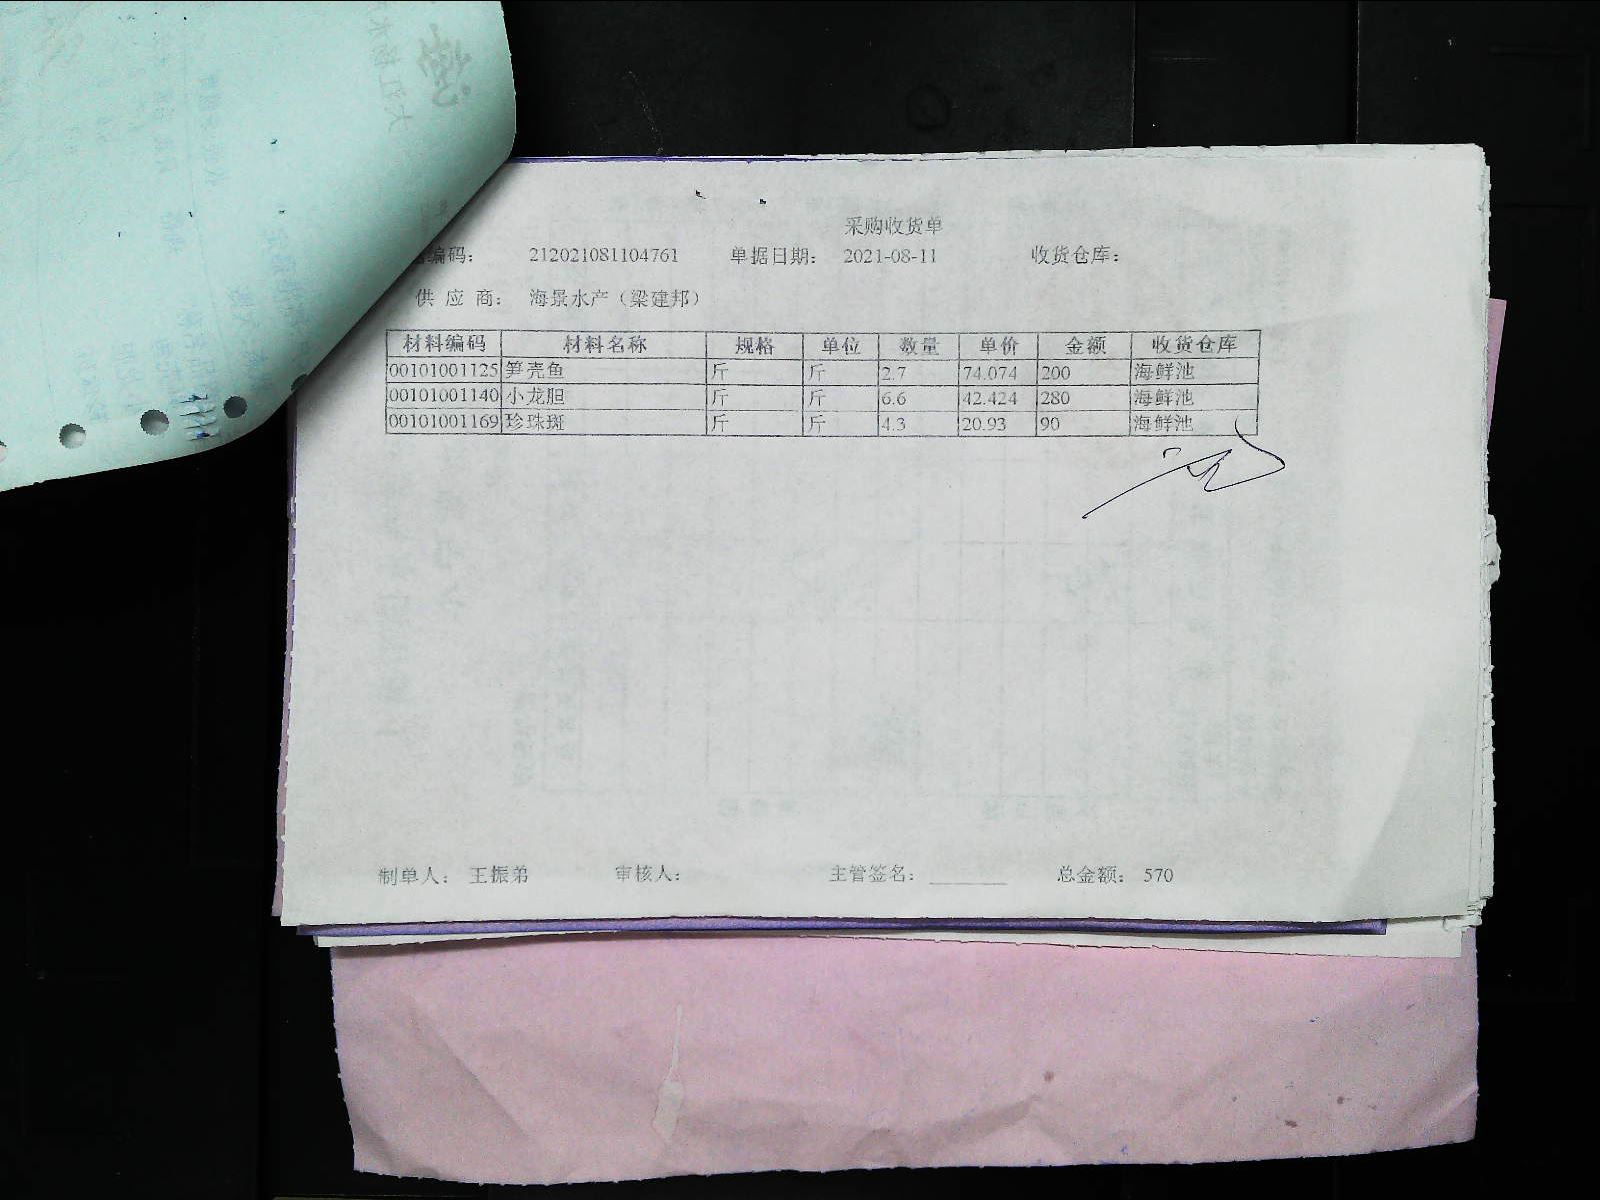 采购收货单
编码： 212021081104761 单据日期： 2021-08-11 收货仓库：
供 应 商： 海景水产（梁建邦）
材料编码 材料名称 规格 单位 数量 单价 金额 收货仓库
00101001125 笋壳鱼 斤 斤 2.7 74.074 200 海鲜池
00101001140 小龙胆 斤 斤 6.6 42.424 280 海鲜池
00101001169 珍珠斑 斤 斤 4.3 20.93 90 海鲜池
制单人： 王振弟 审核人： 主管签名： ______ 总金额： 570